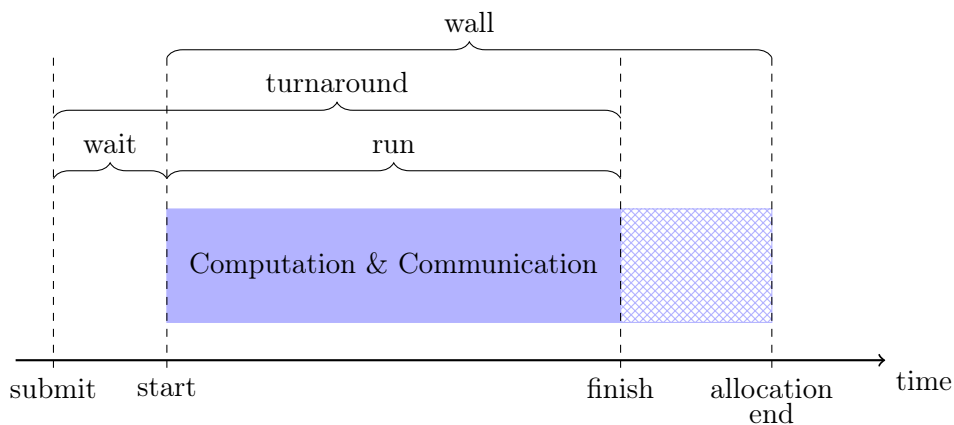 wall
turnaround
wait
run
Computation & Communication
submit
start
finish
allocation
end
time